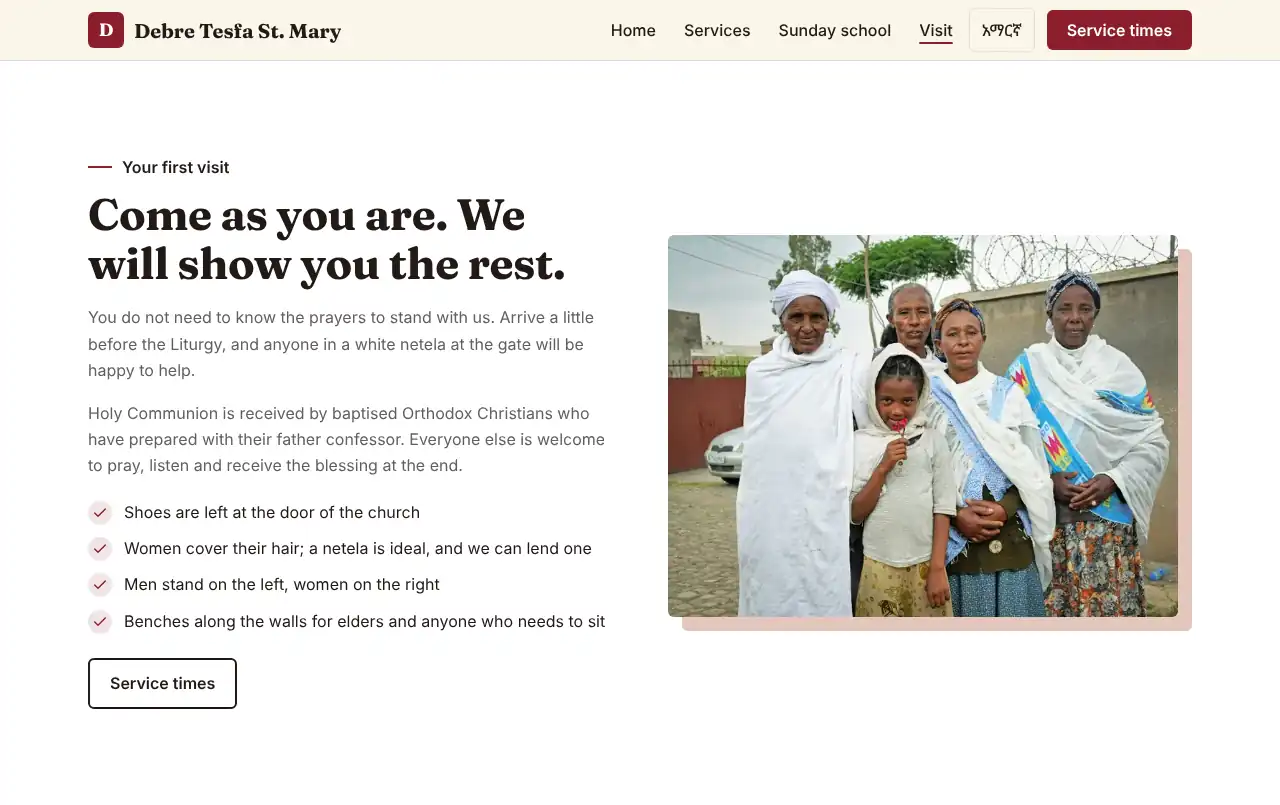 D
Debre Tesfa St. Mary
Home
Services
Sunday school
Visit
አማርኛ
Service times
Your first visit
Come as you are. We
will show you the rest.
You do not need to know the prayers to stand with us. Arrive a little
before the Liturgy, and anyone in a white netela at the gate will be
happy to help.
Holy Communion is received by baptised Orthodox Christians who
have prepared with their father confessor. Everyone else is welcome
to pray, listen and receive the blessing at the end.
Shoes are left at the door of the church
Women cover their hair; a netela is ideal, and we can lend one
Men stand on the left, women on the right
Benches along the walls for elders and anyone who needs to sit
Service times